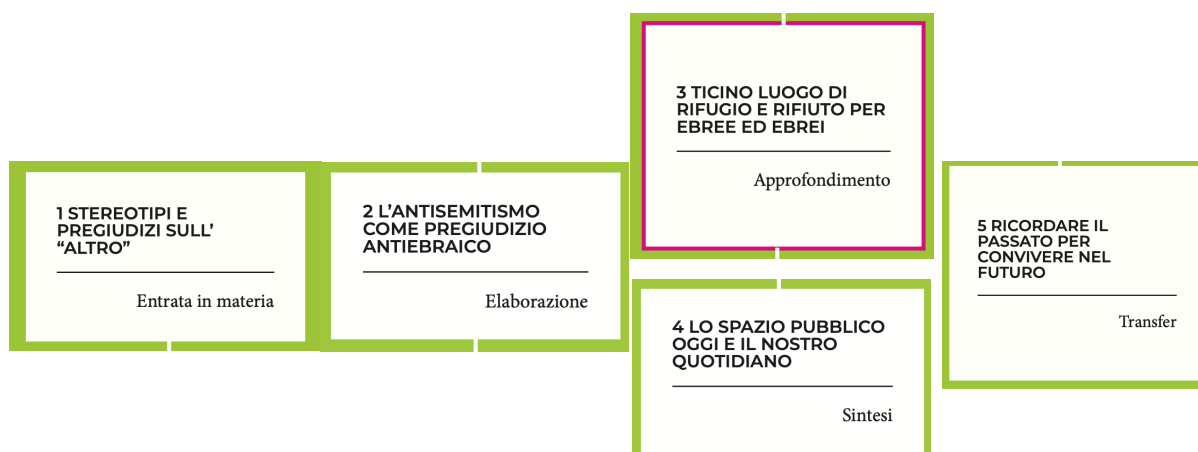 1 STEREOTIPI E
PREGIUDIZI SULL’
“ALTRO”
Entrata in materia
2 L’ANTISEMITISMO
COME PREGIUDIZIO
ANTIEBRAICO
Elaborazione
3 TICINO LUOGO DI
RIFUGIO E RIFIUTO PER
EBREE ED EBREI
Approfondimento
4 LO SPAZIO PUBBLICO
OGGI E IL NOSTRO
QUOTIDIANO
Sintesi
5 RICORDARE IL
PASSATO PER
CONVIVERE NEL
FUTURO
Transfer